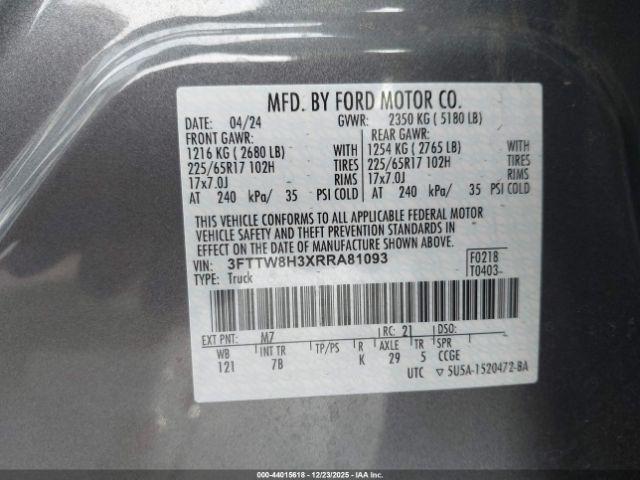 MFD. BY FORD MOTOR CO.
DATE: 04/24 GVWR: 2350 KG ( 5180 LB)
FRONT GAWR: REAR GAWR:
1216 KG ( 2680 LB) WITH 1254 KG ( 2765 LB) WITH
225/65R17 102H TIRES 225/65R17 102H TIRES
17x7.0J RIMS 17x7.0J RIMS
AT 240 kPa/ 35 PSI COLD AT 240 kPa/ 35 PSI COLD
THIS VEHICLE CONFORMS TO ALL APPLICABLE FEDERAL MOTOR
VEHICLE SAFETY AND THEFT PREVENTION STANDARDS IN
EFFECT ON THE DATE OF MANUFACTURE SHOWN ABOVE.
VIN: 3FTTW8H3XRRA81093 F0218
TYPE: Truck T0403
EXT PNT: M7 RC: 21 DSO:
WB INT TR TP/PS R AXLE TR SPR
121 7B K 29 5 CCGE
UTC ▽ 5U5A-1520472-BA
000-44015618 - 12/23/2025 - IAAI, Inc.